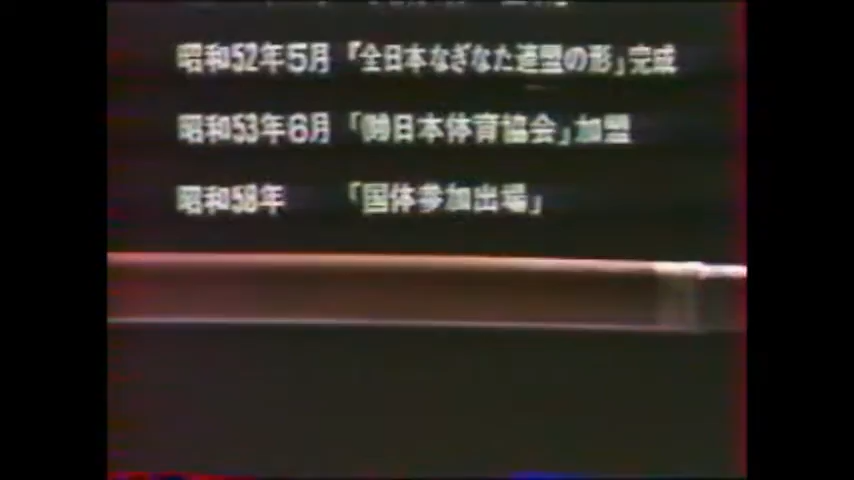 昭和52年5月 「全日本なぎなた連盟の形」完成
昭和53年6月 「㈶日本体育協会」加盟
昭和58年 「国体参加出場」